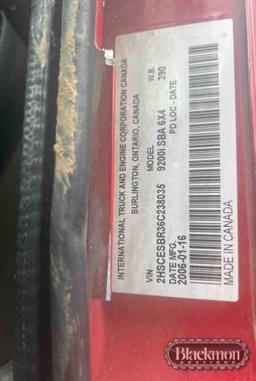 INTERNATIONAL TRUCK AND ENGINE CORPORATION CANADA
BURLINGTON, ONTARIO, CANADA
VIN MODEL W.B.
2HSCESBR36C238035 9200i SBA 6X4 390
DATE MFG. PD LOC - DATE
2006-01-16
MADE IN CANADA
Blackmon
AUCTIONS